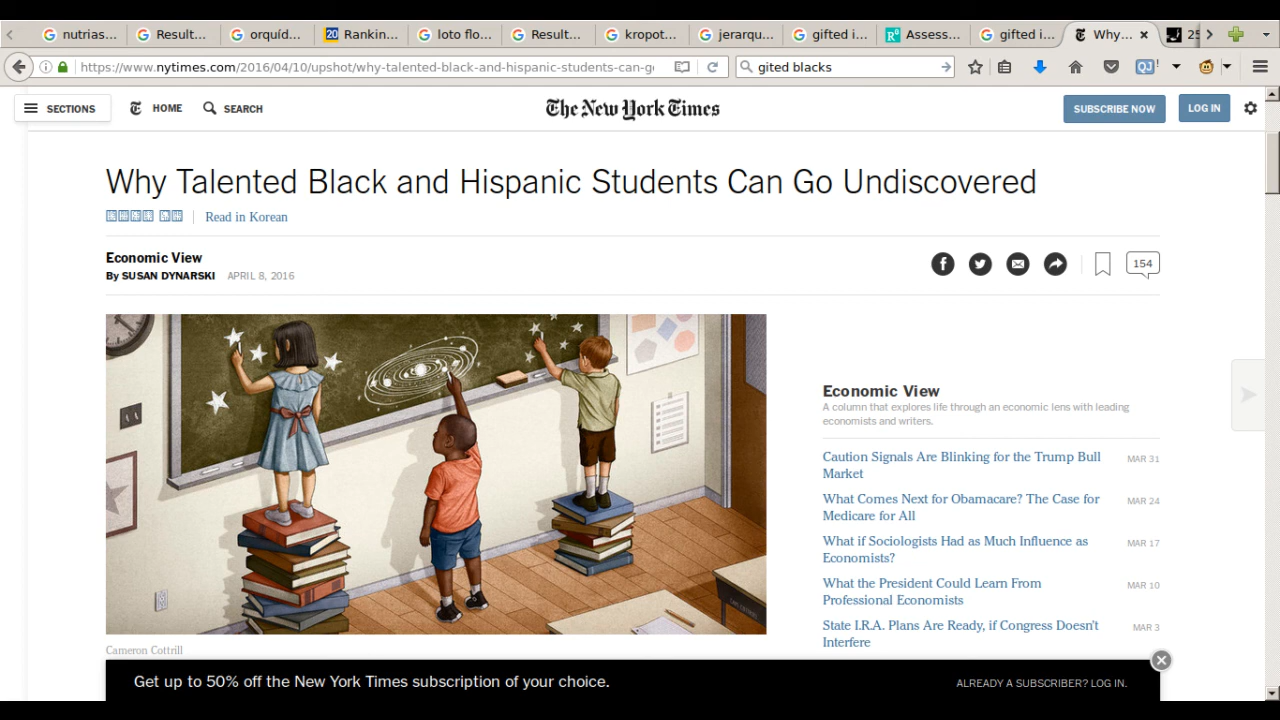 nutrias...
Result...
orquíd...
20 Rankin...
loto flo...
Result...
kropot...
jerarqu...
gifted i...
Assess...
gifted i...
Why...
25
https://www.nytimes.com/2016/04/10/upshot/why-talented-black-and-hispanic-students-can-g
gited blacks
SECTIONS
HOME
SEARCH
The New York Times
SUBSCRIBE NOW
LOG IN
Why Talented Black and Hispanic Students Can Go Undiscovered
Read in Korean
Economic View
By SUSAN DYNARSKI APRIL 8, 2016
154
Economic View
A column that explores life through an economic lens with leading
economists and writers.
Caution Signals Are Blinking for the Trump Bull
Market
MAR 31
What Comes Next for Obamacare? The Case for
Medicare for All
MAR 24
What if Sociologists Had as Much Influence as
Economists?
MAR 17
What the President Could Learn From
Professional Economists
MAR 10
State I.R.A. Plans Are Ready, if Congress Doesn't
Interfere
MAR 3
Cameron Cottrill
Get up to 50% off the New York Times subscription of your choice.
ALREADY A SUBSCRIBER? LOG IN.